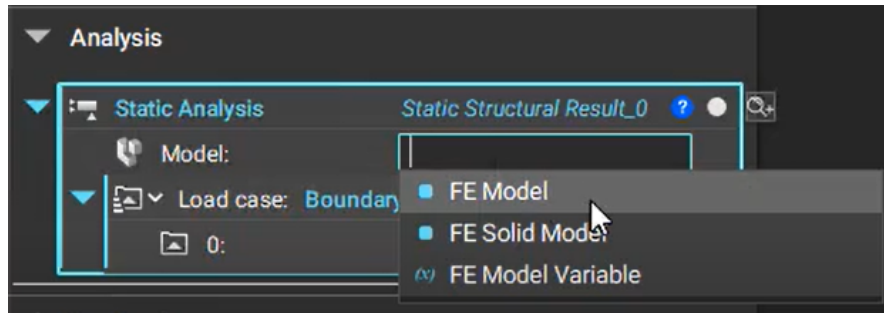 Analysis
Static Analysis Static Structural Result_0 ?
Model:
FE Model
Load case: Boundary
FE Solid Model
0:
(x) FE Model Variable